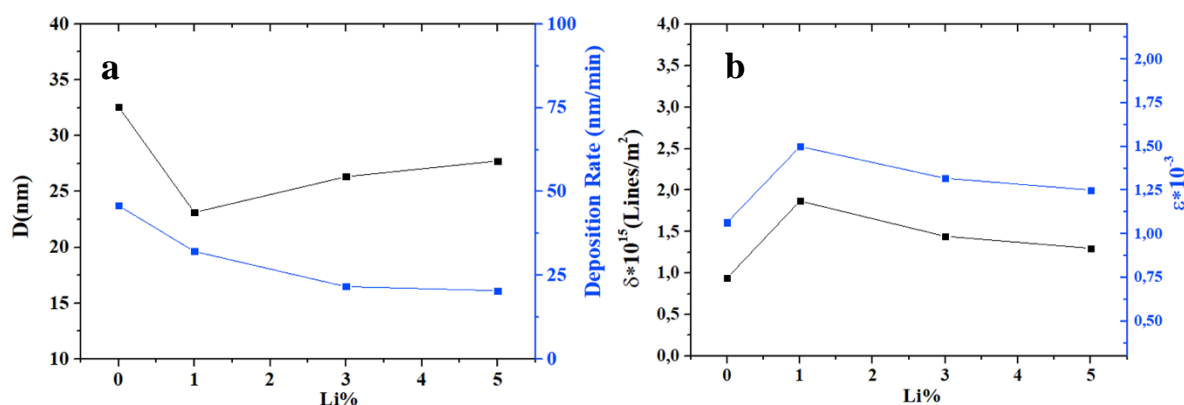 a
D(nm)
40
35
30
25
20
15
10
0 1 2 3 4 5
Li%
100
75
50
25
0
Deposition Rate (nm/min)
b
δ*10¹⁵(Lines/m²)
4,0
3,5
3,0
2,5
2,0
1,5
1,0
0,5
0,0
0 1 2 3 4 5
Li%
2,00
1,50
1,25
1,00
0,75
0,50
ε*10⁻³